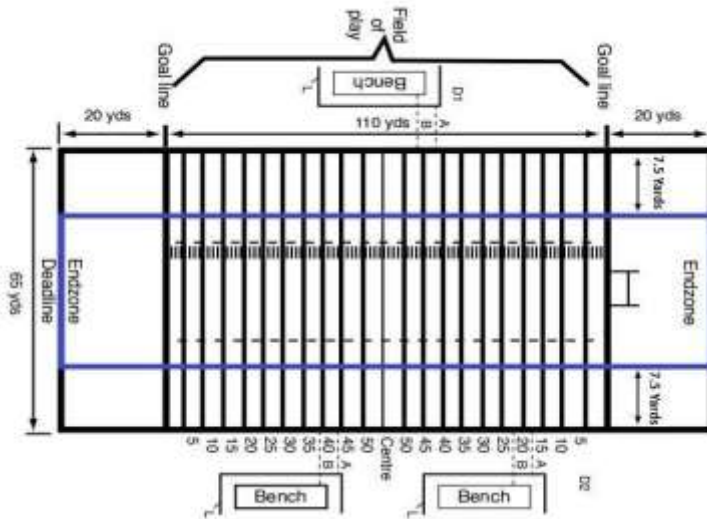 Field
of
play
Goal line
Goal line
Bench
D1
20 yds
110 yds
B
A
20 yds
7.5 Yards
65 yds
Deadline
Endzone
Endzone
7.5 Yards
5
10
15
20
25
30
35
40
45
50
Centre
50
45
40
35
30
25
20
15
10
5
B
A
B
A
D2
Bench
Bench